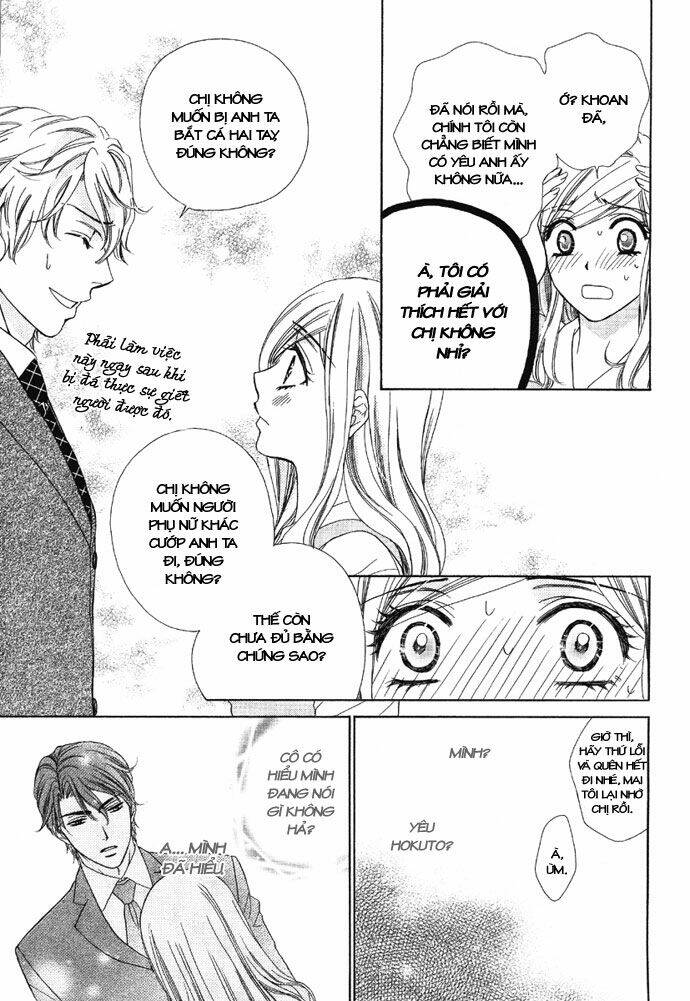 Ớ? KHOAN
ĐÃ,
ĐÃ NÓI RỒI MÀ,
CHÍNH TÔI CÒN
CHẲNG BIẾT MÌNH
CÓ YÊU ANH ẤY
KHÔNG NỮA...
À, TÔI CÓ
PHẢI GIẢI
THÍCH HẾT VỚI
CHỊ KHÔNG
NHỈ?
CHỊ KHÔNG
MUỐN BỊ ANH TA
BẮT CÁ HAI TAY,
ĐÚNG KHÔNG?
Phải làm việc
này ngay sau khi
bị đá thực sự giết
người được đó.
CHỊ KHÔNG
MUỐN NGƯỜI
PHỤ NỮ KHÁC
CƯỚP ANH TA
ĐI, ĐÚNG
KHÔNG?
THẾ CÒN
CHƯA ĐỦ BẰNG
CHỨNG SAO?
GIỜ THÌ,
HÃY THỨ LỖI
VÀ QUÊN HẾT
ĐI NHÉ, MAI
TÔI LẠI NHỜ
CHỊ RỒI.
À,
ỪM.
MÌNH?
YÊU
HOKUTO?
CÔ CÓ
HIỂU MÌNH
ĐANG NÓI
GÌ KHÔNG
HẢ?
Ạ... MÌNH
ĐÃ HIỂU